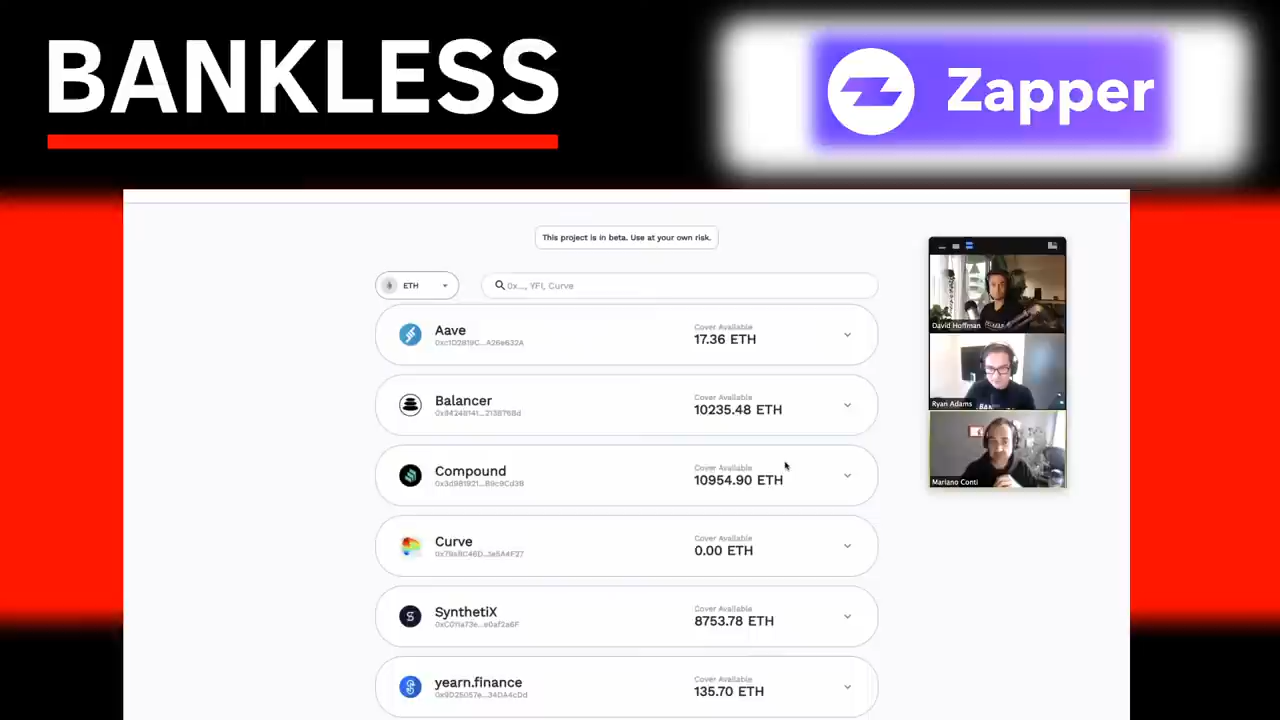 BANKLESS
Zapper
This project is in beta. Use at your own risk.
ETH
0x..., YFI, Curve
Aave
Cover Available
17.36 ETH
Balancer
Cover Available
10235.48 ETH
David Hoffman
Ryan Adams
Mariano Conti
Compound
Cover Available
10954.90 ETH
Curve
Cover Available
0.00 ETH
SynthetiX
Cover Available
8753.78 ETH
yearn.finance
Cover Available
135.70 ETH